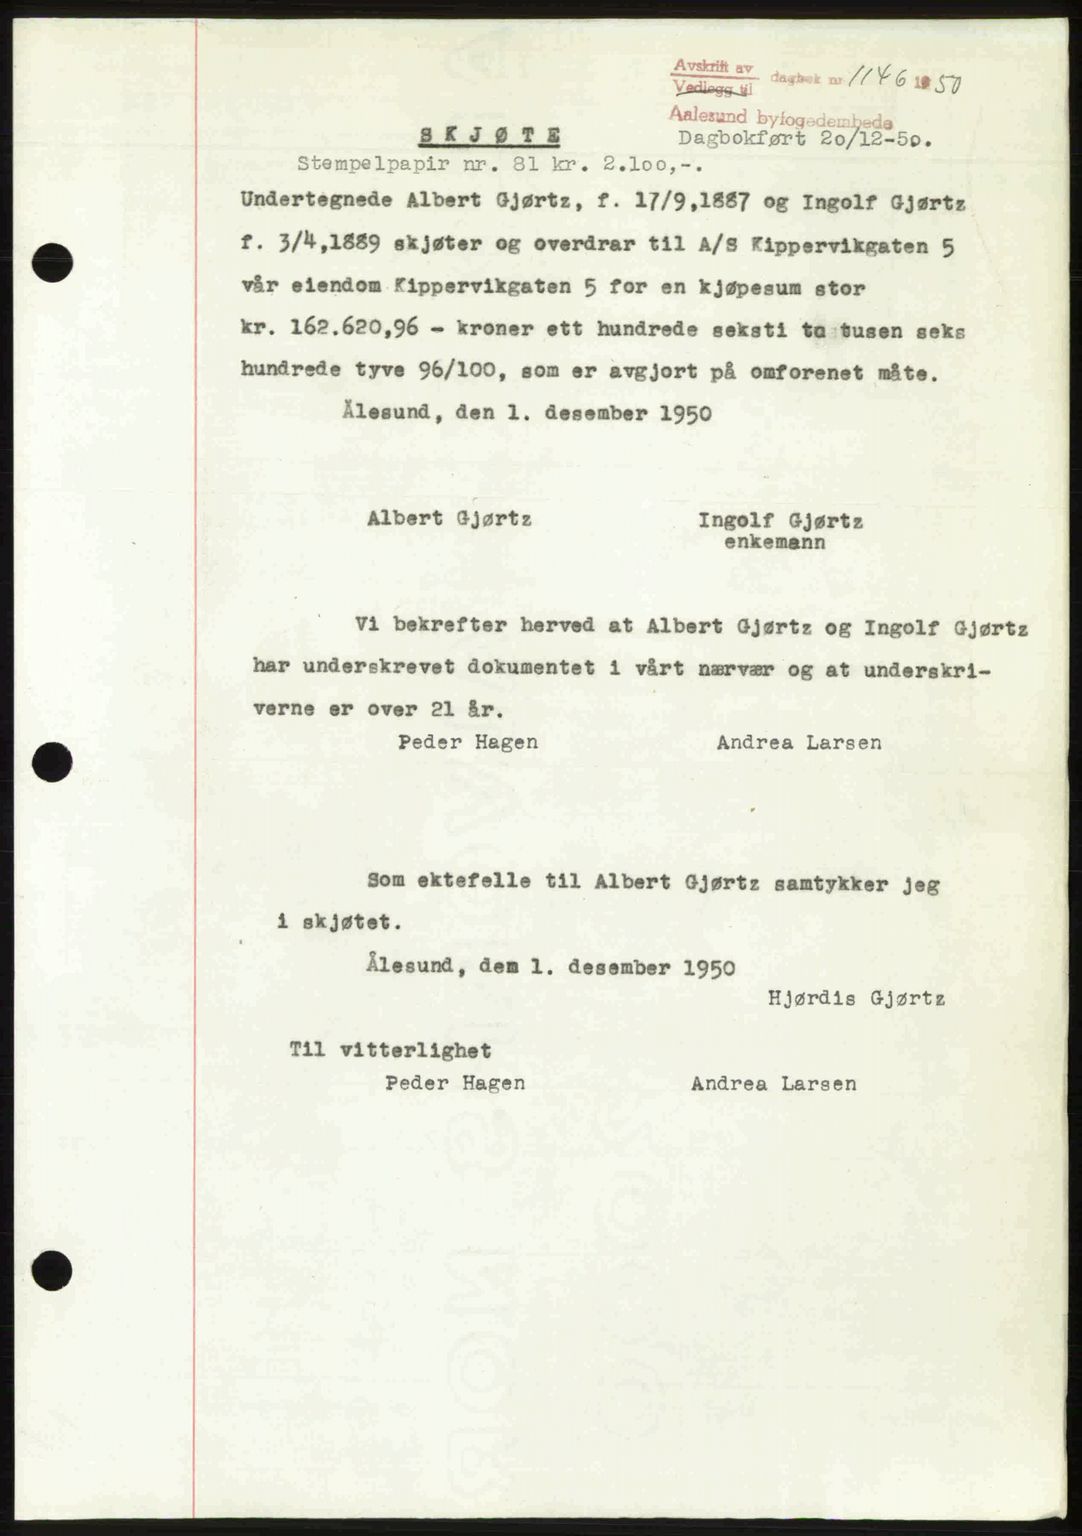 Avskrift av
Vedlegg til
dagbok nr 1146 1950
Aalesund byfogedembede
SKJØTE
Dagbokført 2o/12-5o.
Stempelpapir nr. 81 kr. 2.1oo,-.
Undertegnede Albert Gjørtz, f. 17/9,1887 og Ingolf Gjørtz
f. 3/4,1889 skjøter og overdrar til A/S Kippervikgaten 5
vår eiendom Kippervikgaten 5 for en kjøpesum stor
kr. 162.620,96 - kroner ett hundrede seksti to tusen seks
hundrede tyve 96/100, som er avgjort på omforenet måte.
Ålesund, den 1. desember 1950
Albert Gjørtz Ingolf Gjørtz
enkemann
Vi bekrefter herved at Albert Gjørtz og Ingolf Gjørtz
har underskrevet dokumentet i vårt nærvær og at underskri-
verne er over 21 år.
Peder Hagen Andrea Larsen
Som ektefelle til Albert Gjørtz samtykker jeg
i skjøtet.
Ålesund, den 1. desember 1950
Hjørdis Gjørtz
Til vitterlighet
Peder Hagen Andrea Larsen